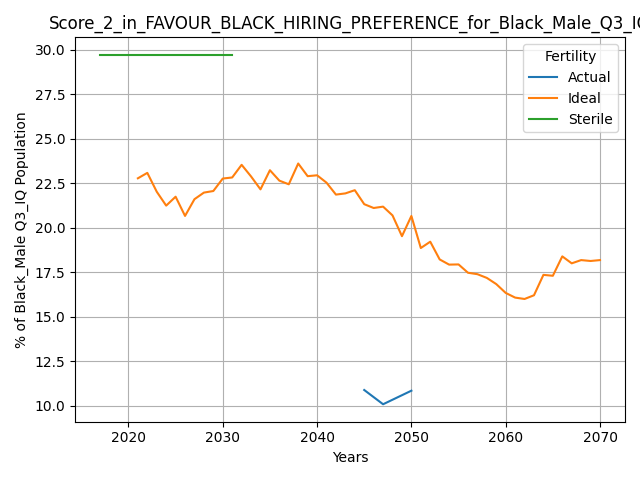 Score_2_in_FAVOUR_BLACK_HIRING_PREFERENCE_for_Black_Male_Q3_IQ
30.0
27.5
25.0
22.5
20.0
17.5
15.0
12.5
10.0
% of Black_Male Q3_IQ Population
Fertility
Actual
Ideal
Sterile
2020 2030 2040 2050 2060 2070
Years